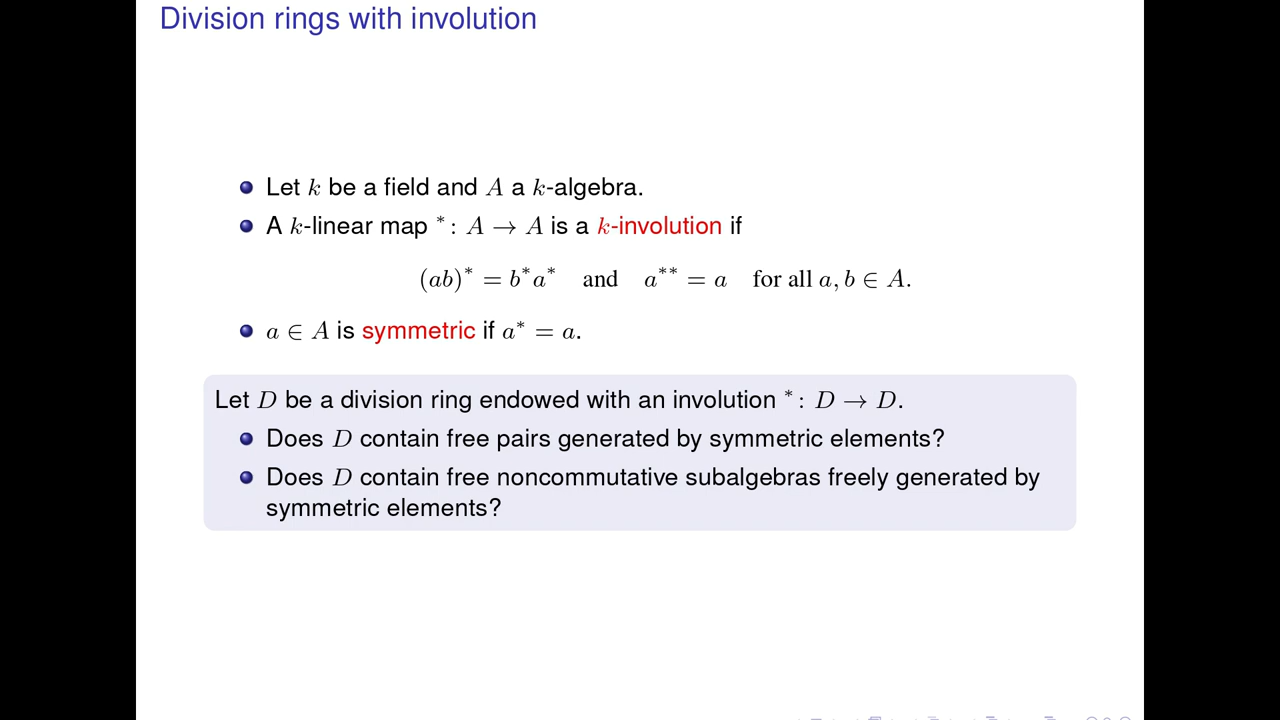 Division rings with involution
Let k be a field and A a k-algebra.
A k-linear map *: A → A is a k-involution if
(ab)* = b*a* and a** = a for all a, b ∈ A.
a ∈ A is symmetric if a* = a.
Let D be a division ring endowed with an involution *: D → D.
Does D contain free pairs generated by symmetric elements?
Does D contain free noncommutative subalgebras freely generated by
symmetric elements?